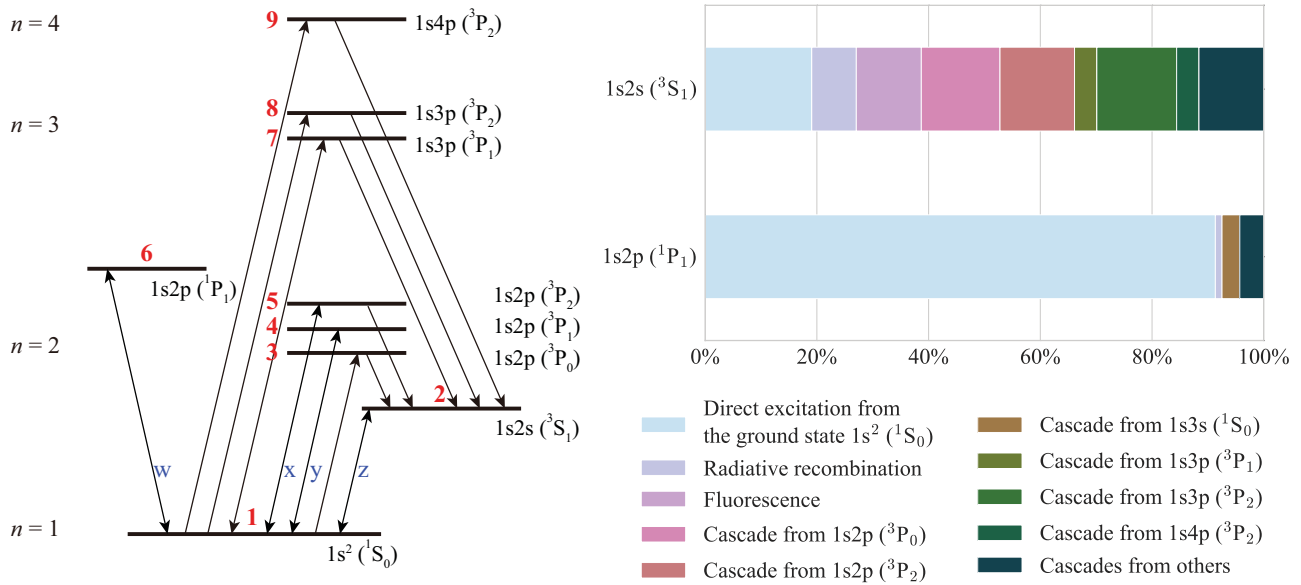 n = 4
9
1s4p (³P₂)
8
1s3p (³P₂)
n = 3
7
1s3p (³P₁)
6
1s2p (¹P₁)
5
1s2p (³P₂)
4
1s2p (³P₁)
n = 2
3
1s2p (³P₀)
2
1s2s (³S₁)
w
x
y
z
1
n = 1
1s² (¹S₀)
1s2s (³S₁)
1s2p (¹P₁)
0%
20%
40%
60%
80%
100%
Direct excitation from
the ground state 1s² (¹S₀)
Radiative recombination
Fluorescence
Cascade from 1s2p (³P₀)
Cascade from 1s2p (³P₂)
Cascade from 1s3s (¹S₀)
Cascade from 1s3p (³P₁)
Cascade from 1s3p (³P₂)
Cascade from 1s4p (³P₂)
Cascades from others